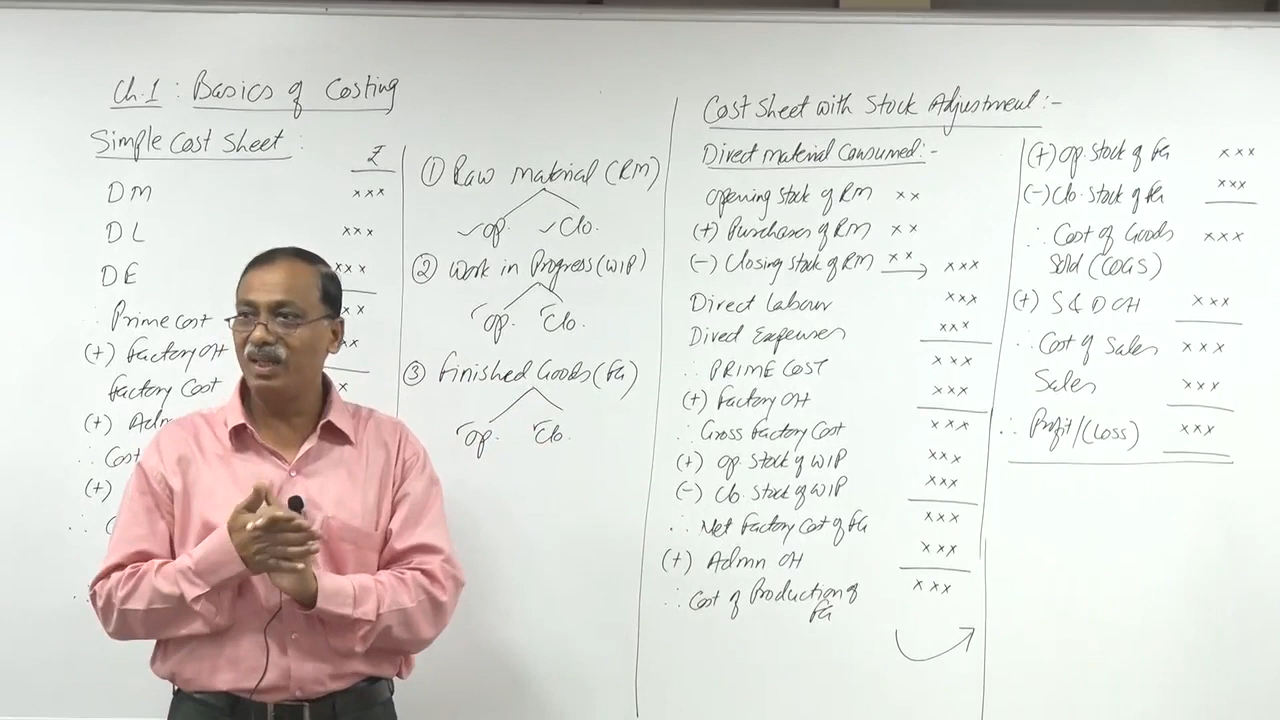 Ch.1 : Basics of Costing
Simple Cost Sheet :
₹
DM xxx
DL xxx
DE xxx
Prime Cost xx
(+) Factory OH xx
Factory Cost x
(+) Adm
∴ Cost
(+)
∴ C
① Raw Material (RM)
✓op. ✓Clo.
② Work in Progress (WIP)
op. Clo.
③ Finished Goods (FG)
op. Clo.
Cost Sheet with Stock Adjustment :-
Direct Material Consumed :-
Opening Stock of RM xx
(+) Purchases of RM xx
(-) Closing Stock of RM xx → xxx
Direct Labour xxx
Direct Expenses xxx
∴ PRIME COST xxx
(+) Factory OH xxx
∴ Gross Factory Cost xxx
(+) Op. Stock of WIP xxx
(-) Clo. Stock of WIP xxx
∴ Net Factory Cost of FG xxx
(+) Admn OH xxx
∴ Cost of Production of xxx
FG
(+) Op. Stock of FG xxx
(-) Clo. Stock of FG xxx
∴ Cost of Goods xxx
Sold (COGS)
(+) S & D OH xxx
∴ Cost of Sales xxx
Sales xxx
∴ Profit/(Loss) xxx